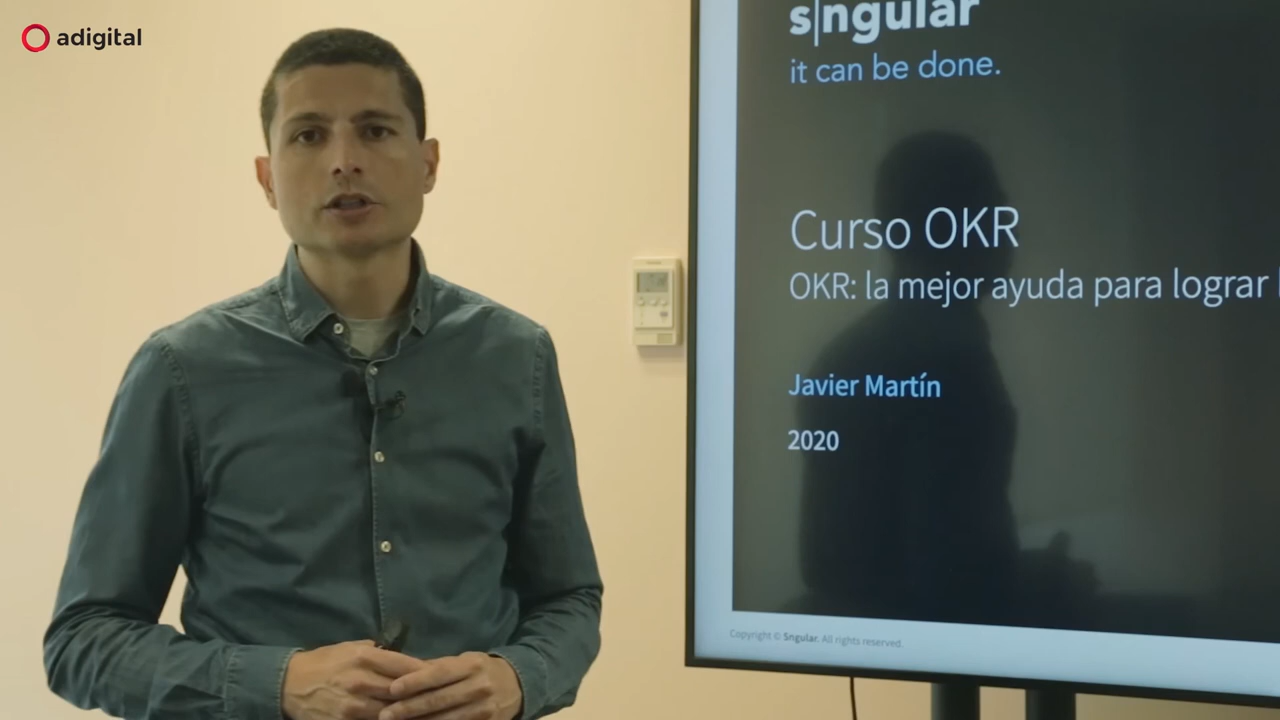 adigital
sngular
it can be done.
Curso OKR
OKR: la mejor ayuda para lograr
Javier Martín
2020
Copyright © Sngular. All rights reserved.